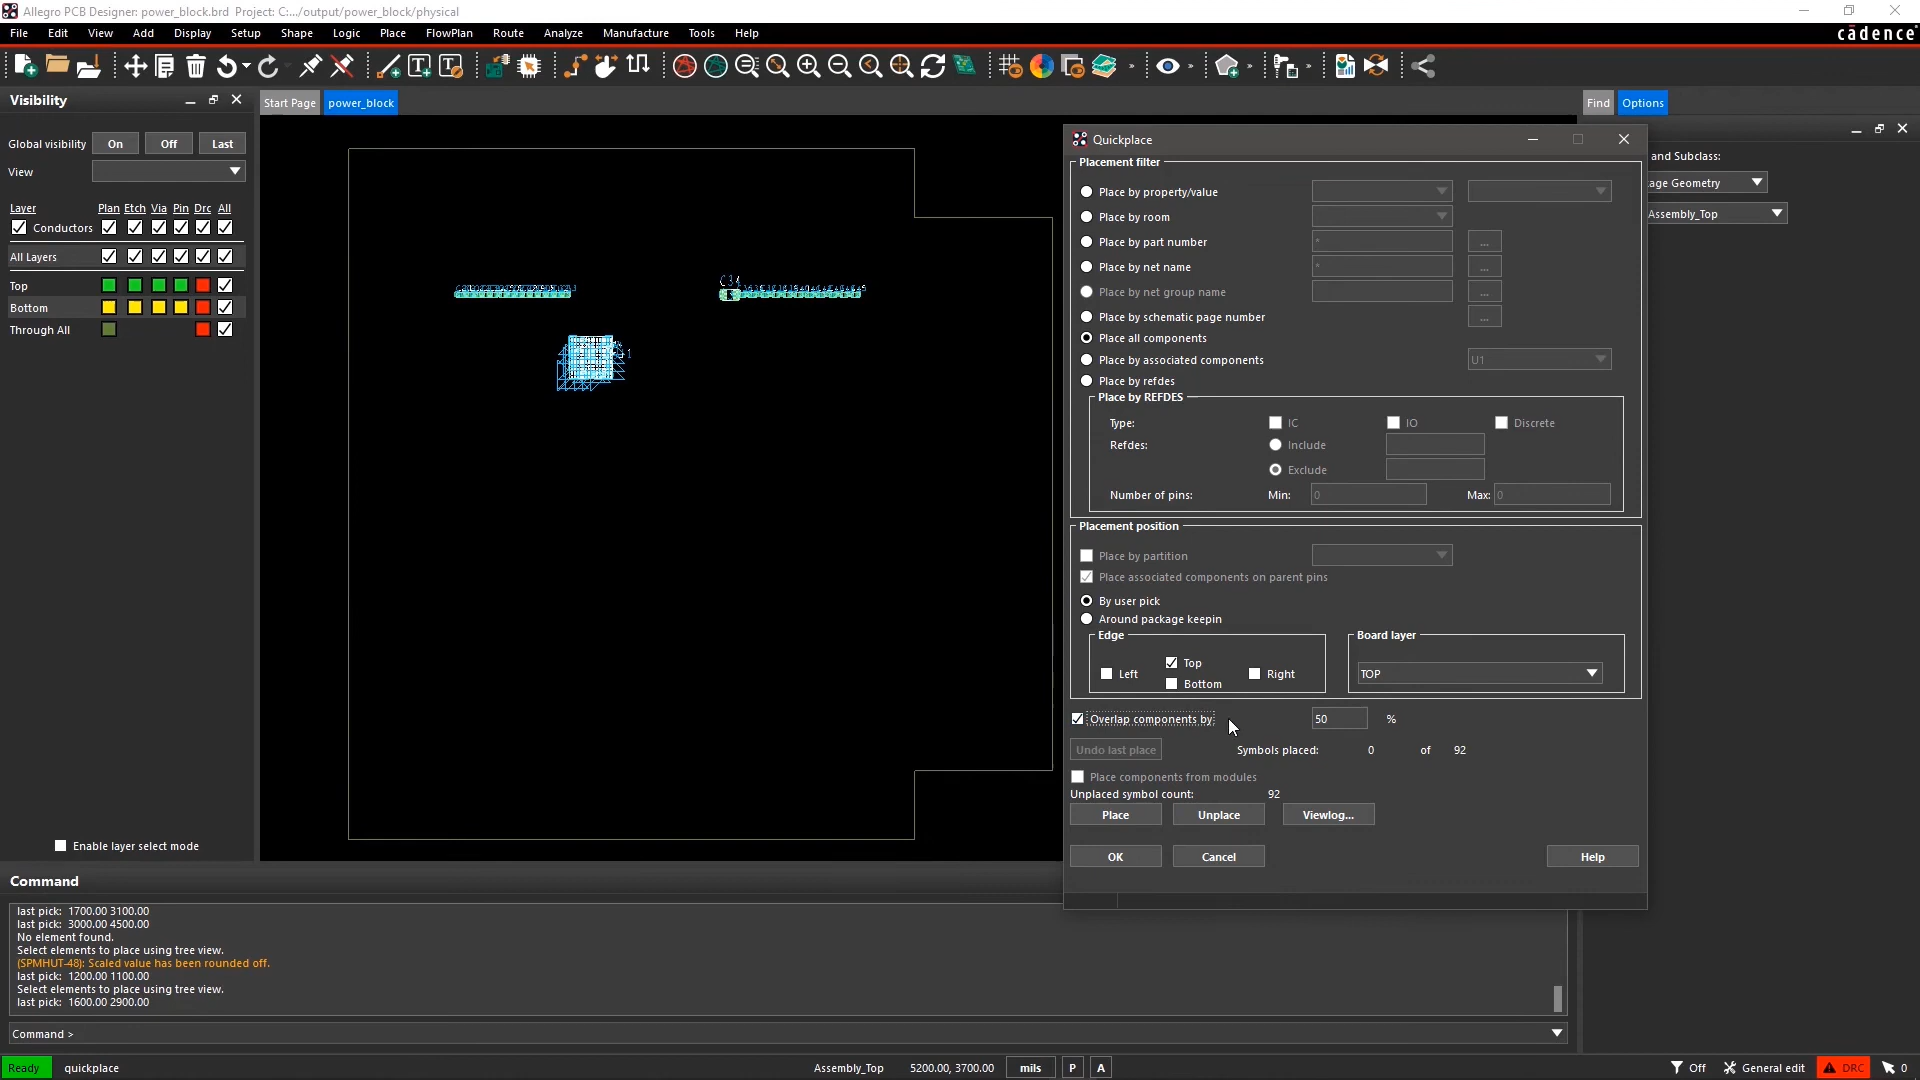 Allegro PCB Designer: power_block.brd  Project: C:.../output/power_block/physical
File Edit View Add Display Setup Shape Logic Place FlowPlan Route Analyze Manufacture Tools Help
cādence
Visibility
Start Page power_block
Find Options
Global visibility On Off Last
View
Layer Plan Etch Via Pin Drc All
Conductors
All Layers
Top
Bottom
Through All
Enable layer select mode
C34
Quickplace
Placement filter
Place by property/value
Place by room
Place by part number * ...
Place by net name * ...
Place by net group name ...
Place by schematic page number ...
Place all components
Place by associated components U1
Place by refdes
Place by REFDES
Type: IC IO Discrete
Refdes: Include
Exclude
Number of pins: Min: 0 Max: 0
Placement position
Place by partition
Place associated components on parent pins
By user pick
Around package keepin
Edge
Left Top Right
Bottom
Board layer
TOP
Overlap components by 50 %
Undo last place Symbols placed: 0 of 92
Place components from modules
Unplaced symbol count: 92
Place Unplace Viewlog...
OK Cancel Help
and Subclass:
age Geometry
Assembly_Top
Command
last pick:  1700.00 3100.00
last pick:  3000.00 4500.00
No element found.
Select elements to place using tree view.
(SPMHUT-48): Scaled value has been rounded off.
last pick:  1200.00 1100.00
Select elements to place using tree view.
last pick:  1600.00 2900.00
Command >
Ready quickplace Assembly_Top 5200.00, 3700.00 mils P A Off General edit DRC 0